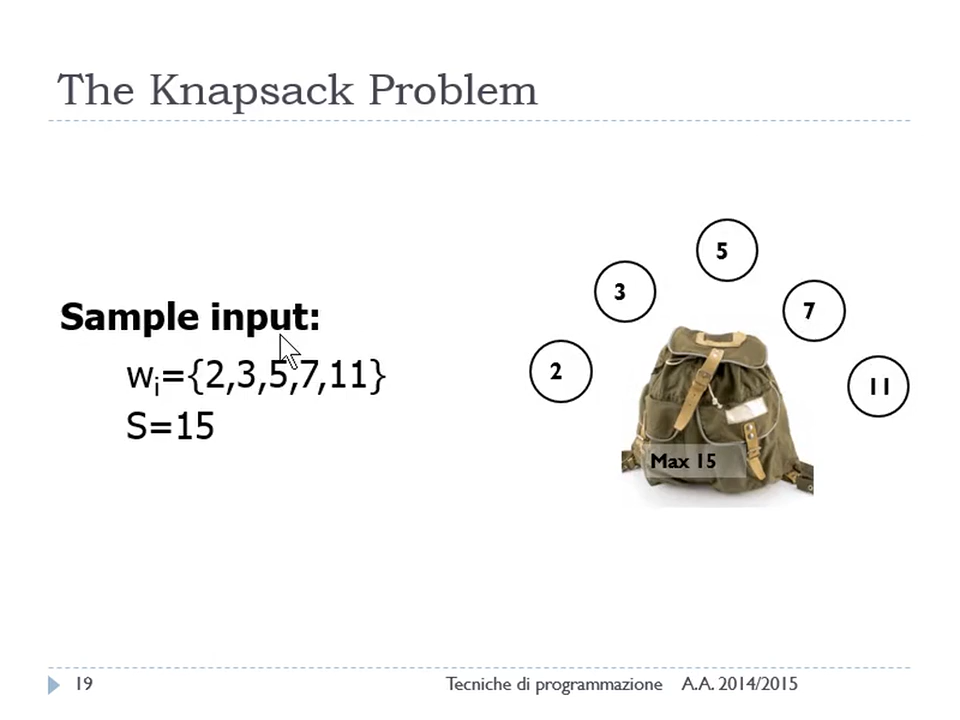 The Knapsack Problem
Sample input:
wi={2,3,5,7,11}
S=15
5
3
7
2
11
Max 15
19
Tecniche di programmazione A.A. 2014/2015